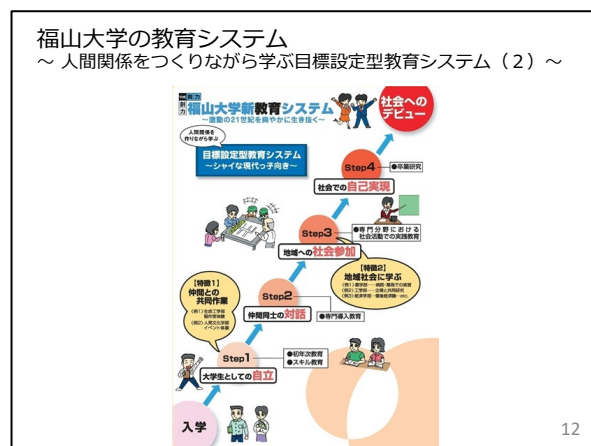 福山大学の教育システム
～ 人間関係をつくりながら学ぶ目標設定型教育システム（2）～
福山大学新教育システム
～激動の21世紀を爽やかに生き抜く～
社会への
デビュー
人間関係を
作りながら学ぶ
目標設定型教育システム
～シャイな現代っ子向き～
Step4
●卒業研究
社会での自己実現
Step3
●専門分野における
社会活動での実践教育
地域への社会参加
【特徴1】
仲間との
共同作業
【特徴2】
地域社会に学ぶ
Step2
●専門導入教育
仲間同士の対話
Step1
●初年次教育
●スキル教育
大学生としての自立
入学
12